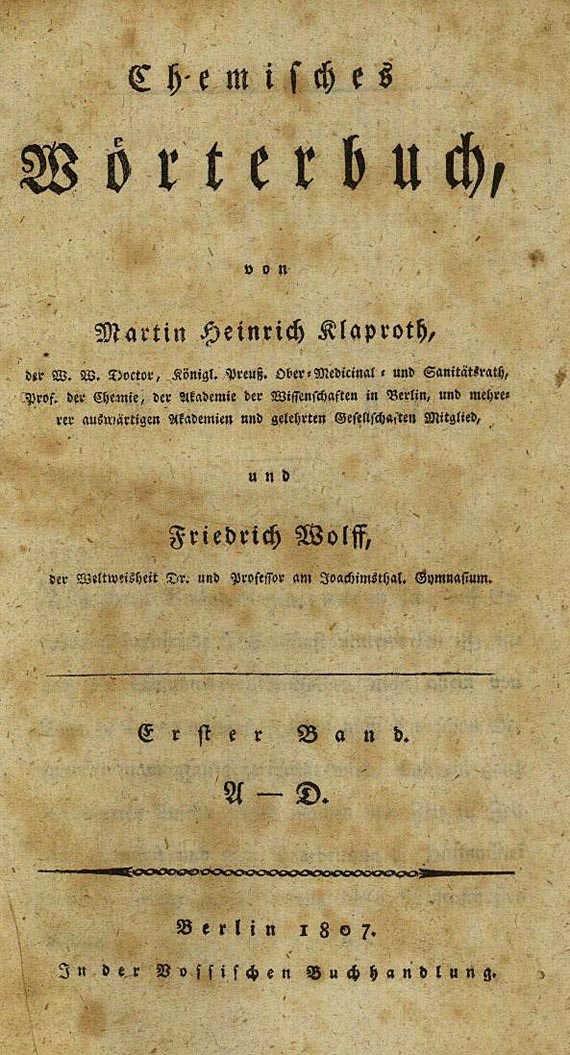 Chemisches
Wörterbuch,
von
Martin Heinrich Klaproth,
der W. W. Doctor, Königl. Preuß. Ober-Medicinal- und Sanitätsrath,
Prof. der Chemie, der Akademie der Wissenschaften in Berlin, und mehre-
rer auswärtigen Akademien und gelehrten Gesellschaften Mitglied,
und
Friedrich Wolff,
der Weltweisheit Dr. und Professor am Joachimsthal. Gymnasium.
Erster Band.
A — D.
Berlin 1807.
In der Vossischen Buchhandlung.